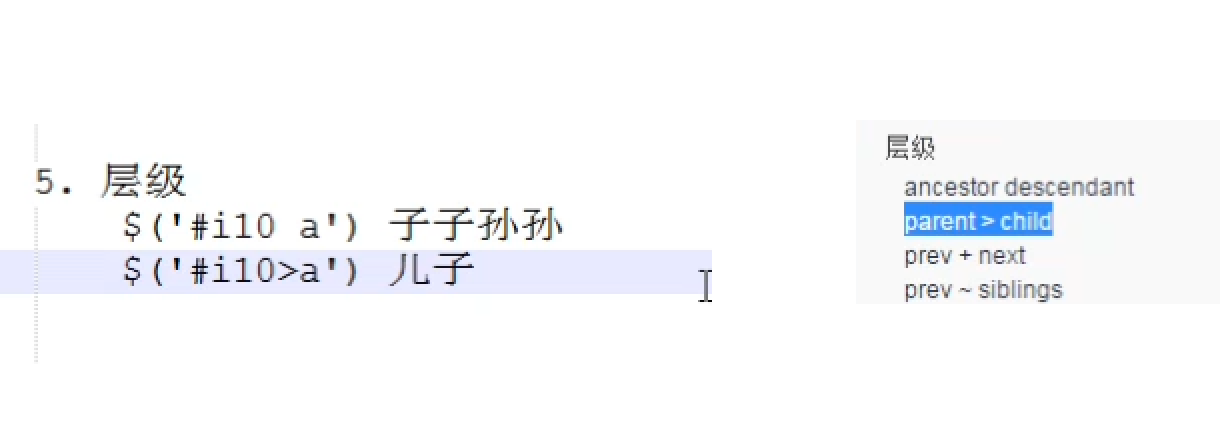 5. 层级
$('#i10 a') 子子孙孙
$('#i10>a') 儿子
层级
ancestor descendant
parent > child
prev + next
prev ~ siblings